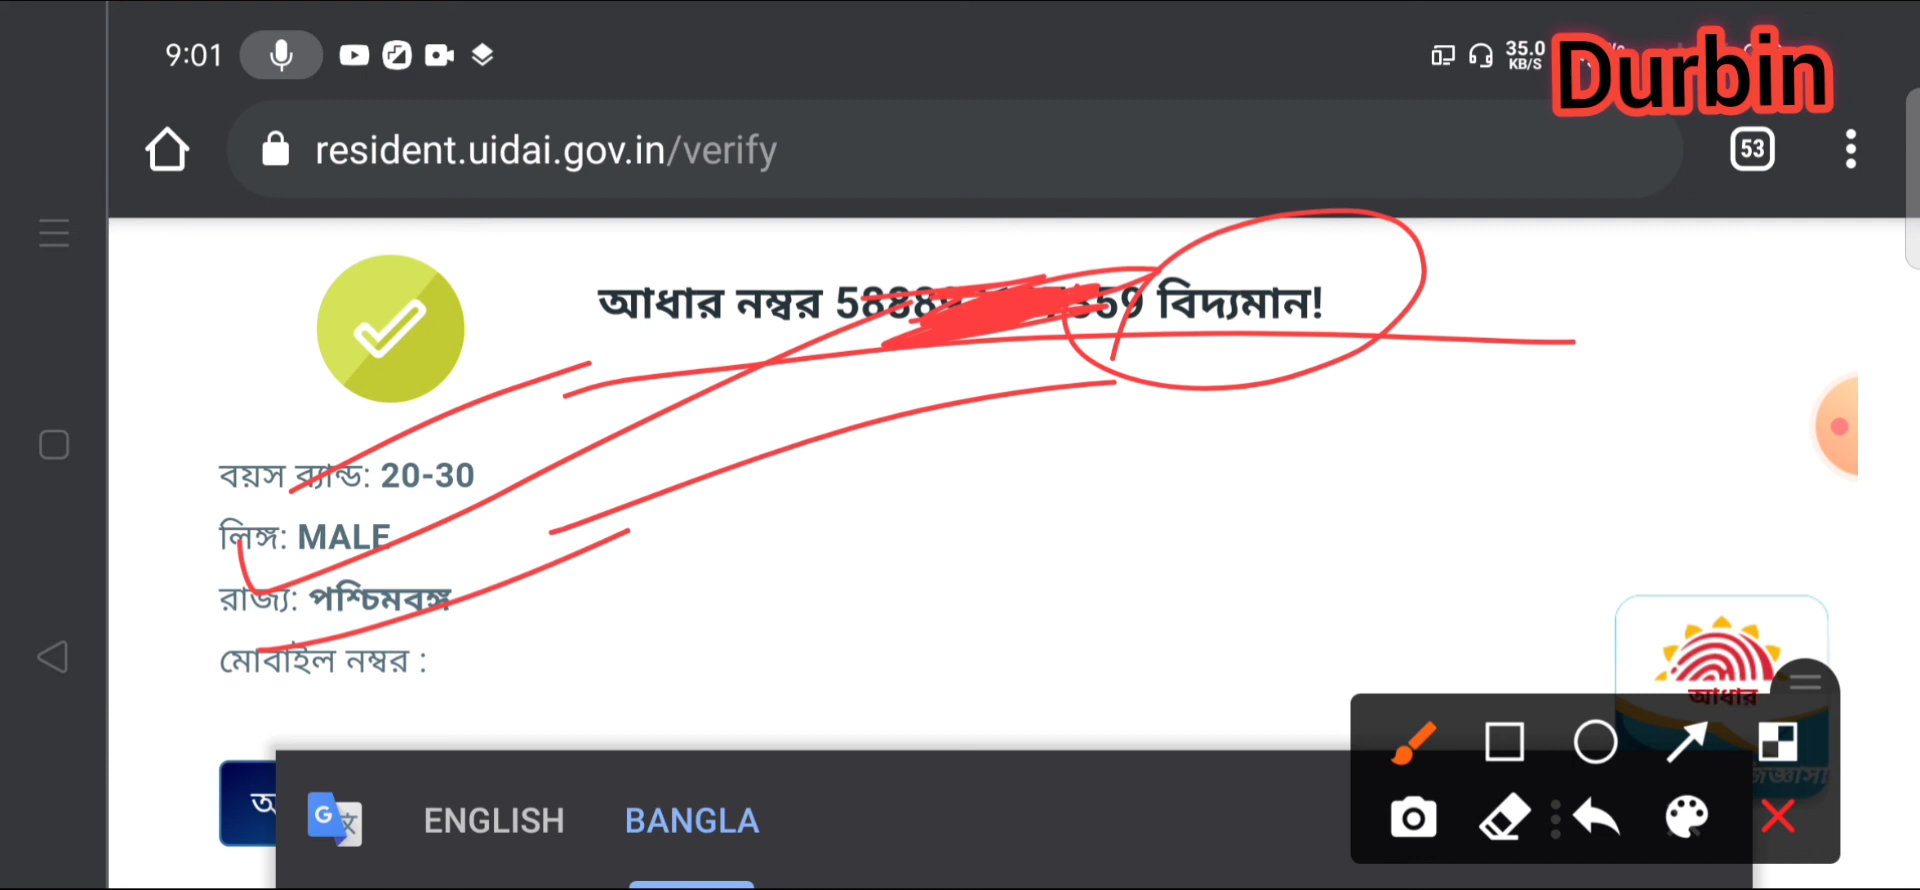 9:01
35.0
KB/S
Durbin
resident.uidai.gov.in/verify
53
আধার নম্বর বিদ্যমান!
বয়স ব্যান্ড: 20-30
লিঙ্গ: MALE
রাজ্য: পশ্চিমবঙ্গ
মোবাইল নম্বর :
আধার
ENGLISH
BANGLA